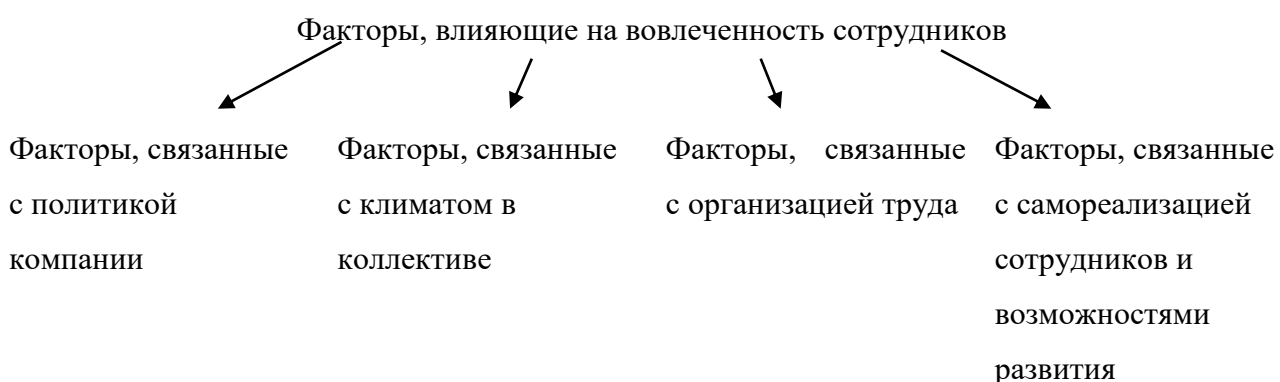 Факторы, влияющие на вовлеченность сотрудников
Факторы, связанные
с политикой
компании
Факторы, связанные
с климатом в
коллективе
Факторы, связанные
с организацией труда
Факторы, связанные
с самореализацией
сотрудников и
возможностями
развития